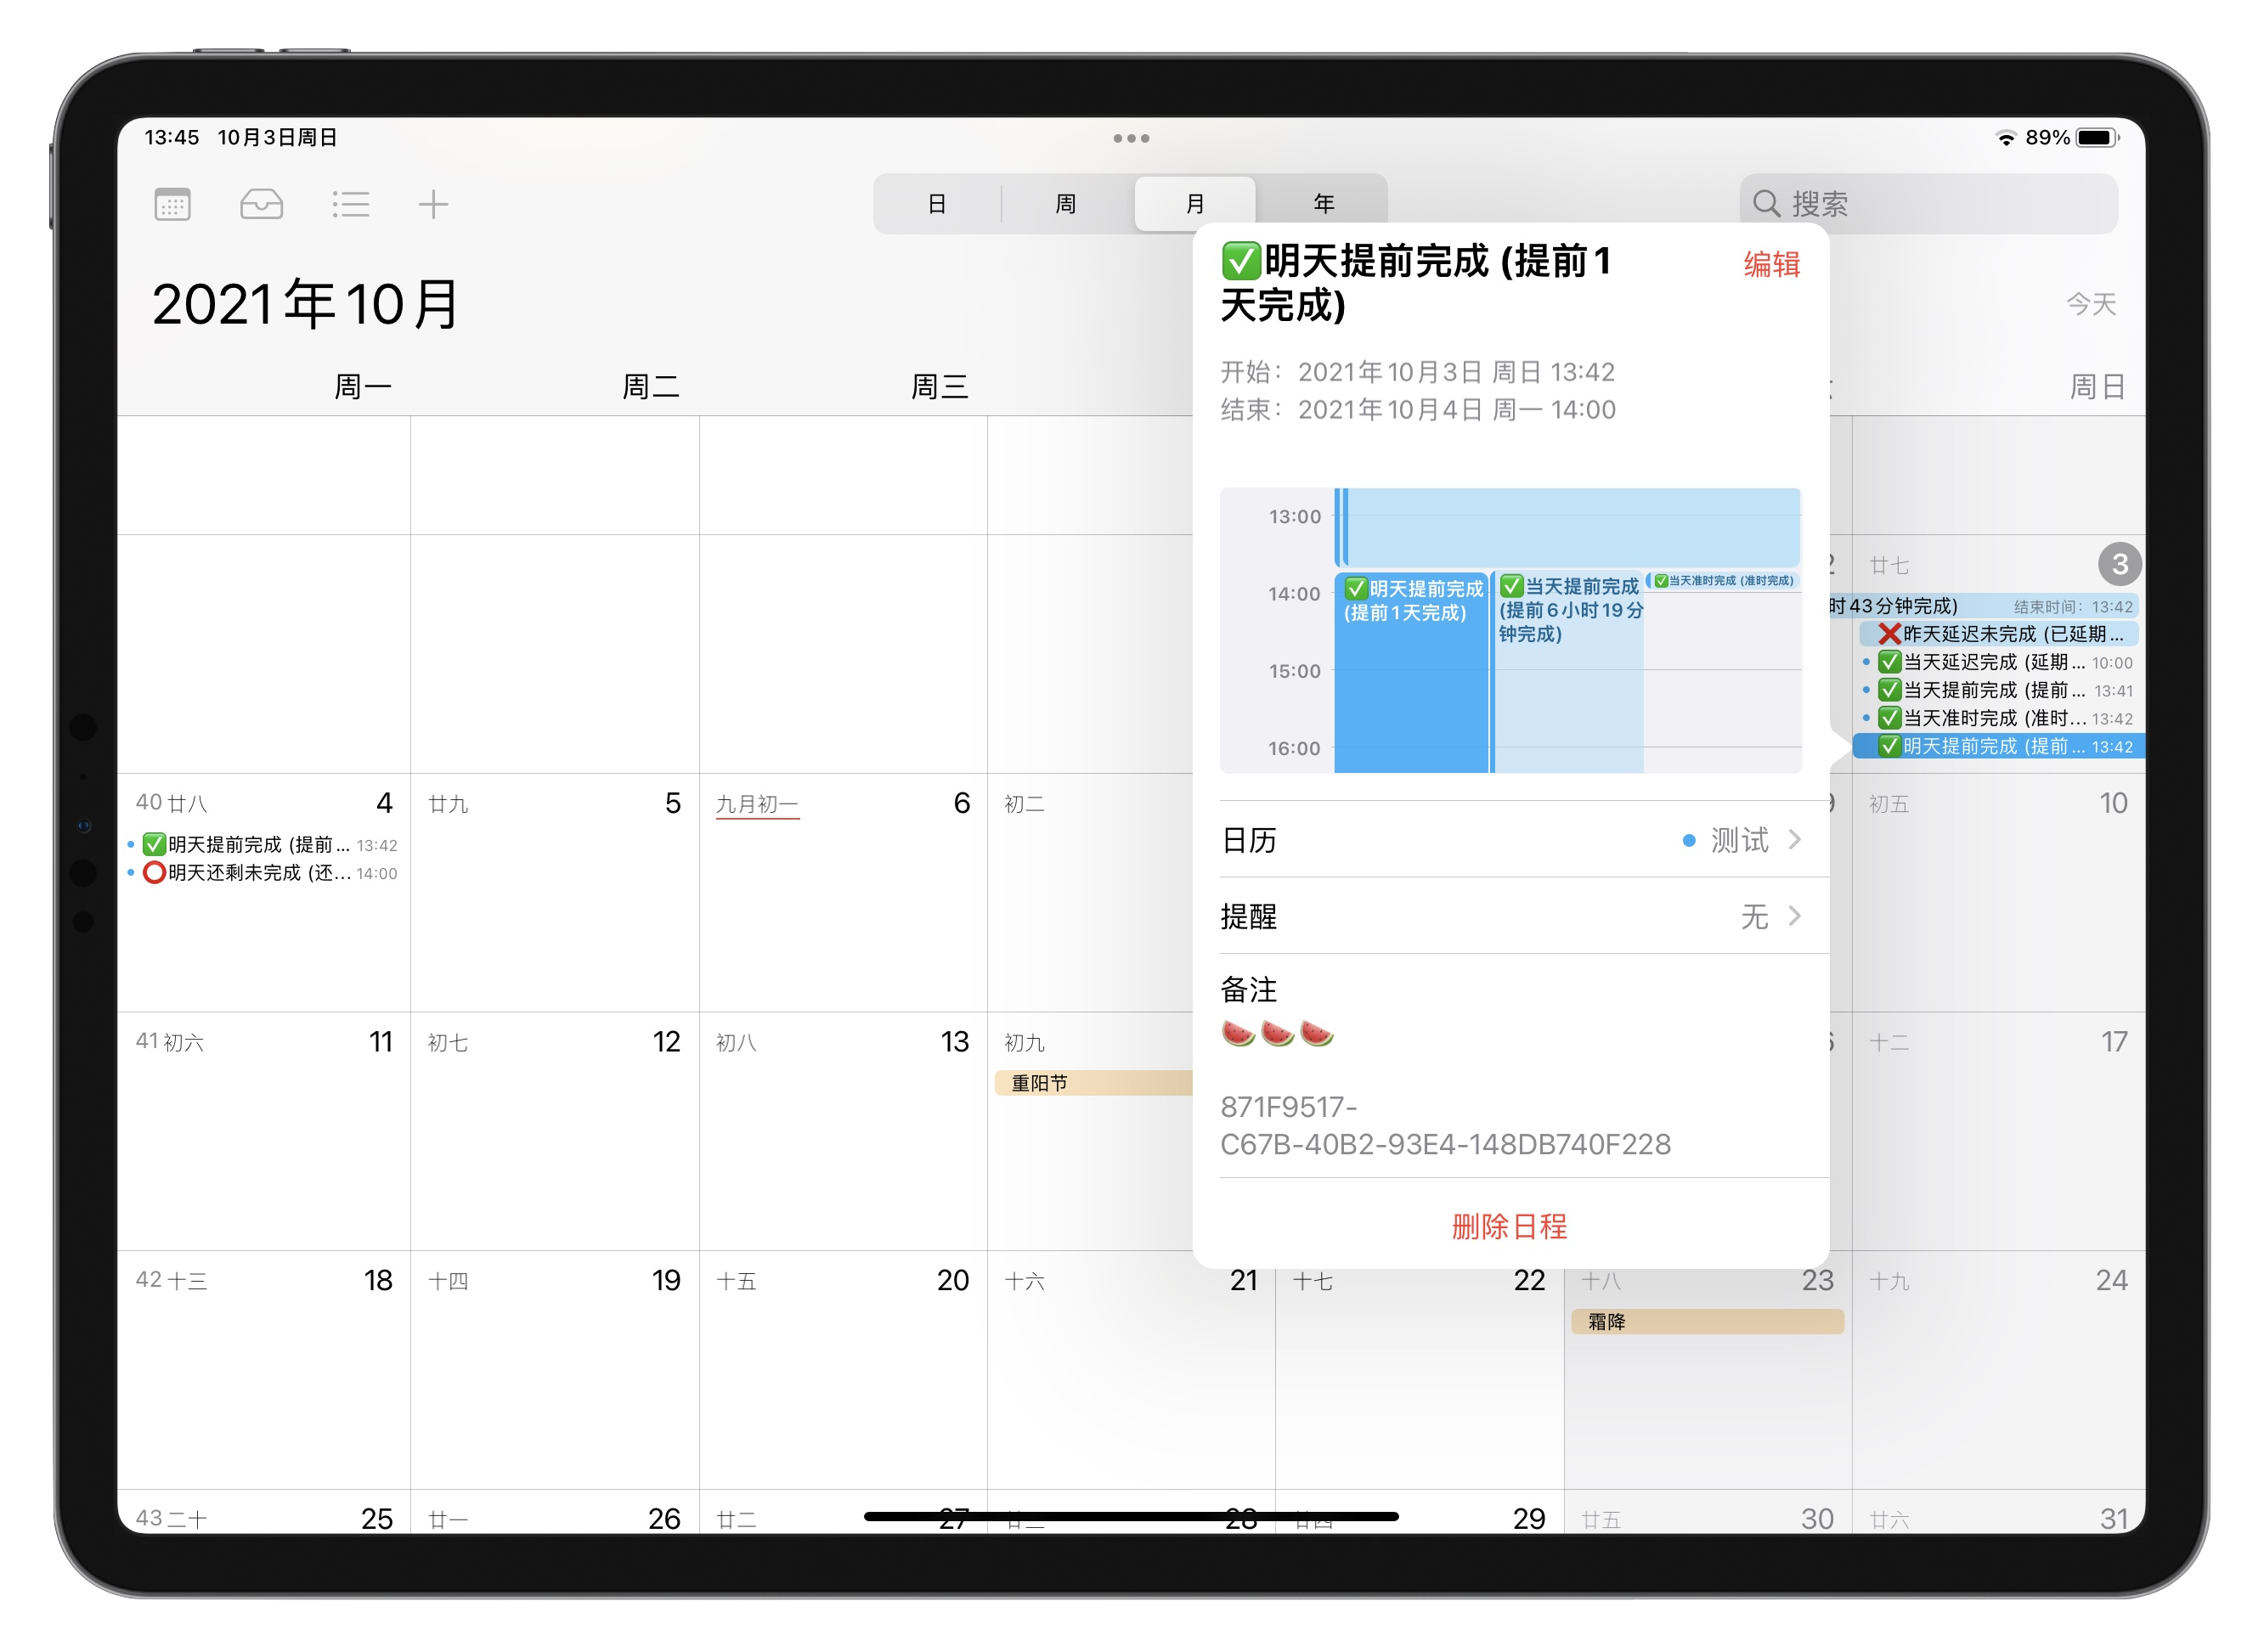 13:45 10月3日周日
89%
日 周 月 年
搜索
2021年10月
今天
周一 周二 周三 周日
✅明天提前完成 (提前1
天完成)
编辑
开始：2021年10月3日 周日 13:42
结束：2021年10月4日 周一 14:00
13:00
14:00
15:00
16:00
✅明天提前完成
(提前1天完成)
✅当天提前完成
(提前6小时19分
钟完成)
✅当天准时完成 (准时完成)
日历
测试
提醒
无
备注
🍉🍉🍉
871F9517-
C67B-40B2-93E4-148DB740F228
删除日程
廿七 3
时43分钟完成) 结束时间：13:42
❌昨天延迟未完成 (已延期...
✅当天延迟完成 (延期... 10:00
✅当天提前完成 (提前... 13:41
✅当天准时完成 (准时... 13:42
✅明天提前完成 (提前... 13:42
40 廿八 4 廿九 5 九月初一 6 初二 初五 10
✅明天提前完成 (提前... 13:42
⭕明天还剩未完成 (还... 14:00
41 初六 11 初七 12 初八 13 初九 十二 17
重阳节
42 十三 18 十四 19 十五 20 十六 21 十七 22 十八 23 十九 24
霜降
43 二十 25 廿一 26 廿二 27 28 廿四 29 廿五 30 廿六 31